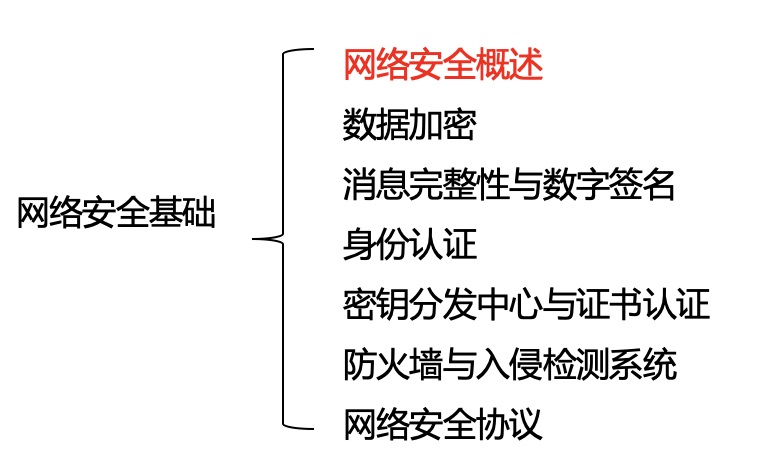 网络安全基础
网络安全概述
数据加密
消息完整性与数字签名
身份认证
密钥分发中心与证书认证
防火墙与入侵检测系统
网络安全协议